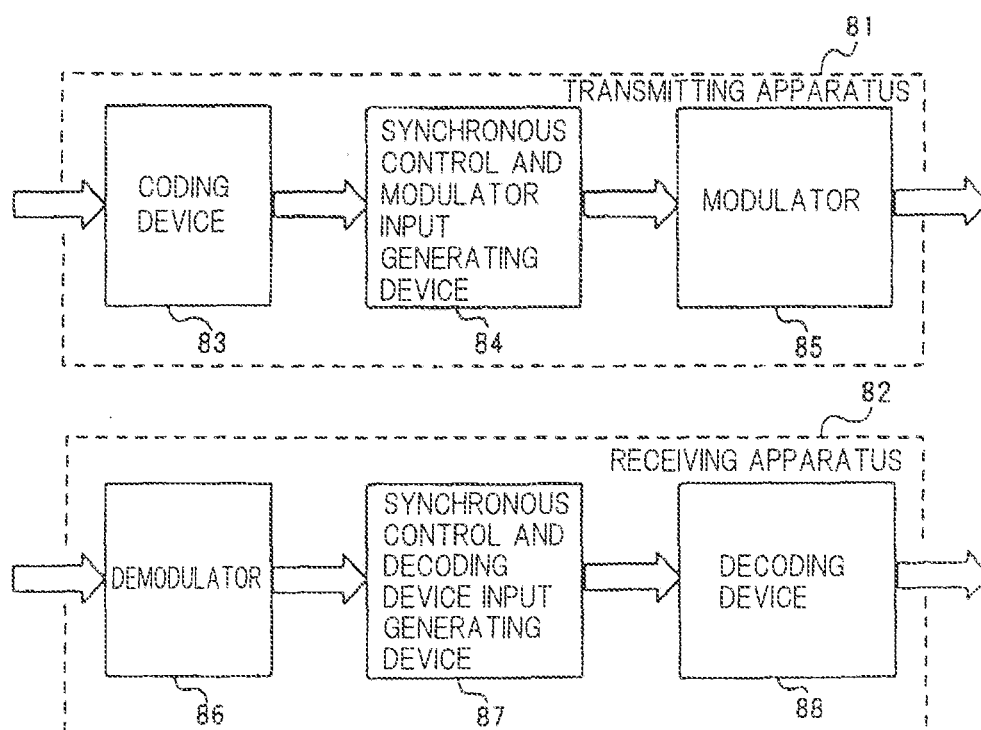 81
TRANSMITTING APPARATUS
CODING
DEVICE
SYNCHRONOUS
CONTROL AND
MODULATOR
INPUT
GENERATING
DEVICE
MODULATOR
83
84
85
82
RECEIVING APPARATUS
DEMODULATOR
SYNCHRONOUS
CONTROL AND
DECODING
DEVICE INPUT
GENERATING
DEVICE
DECODING
DEVICE
86
87
88